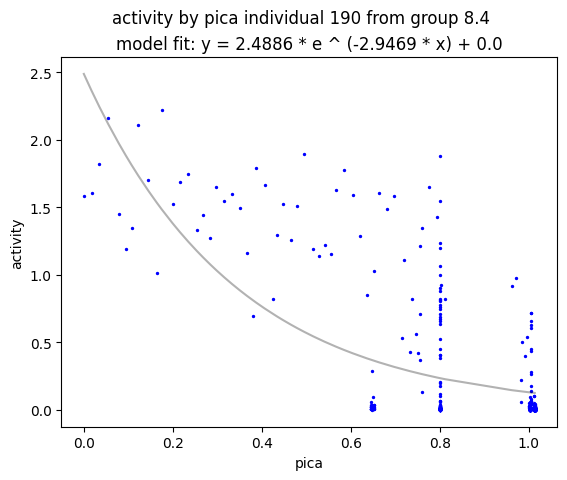 activity by pica individual 190 from group 8.4
model fit: y = 2.4886 * e ^ (-2.9469 * x) + 0.0
2.5
2.0
1.5
1.0
0.5
0.0
activity
0.0 0.2 0.4 0.6 0.8 1.0
pica